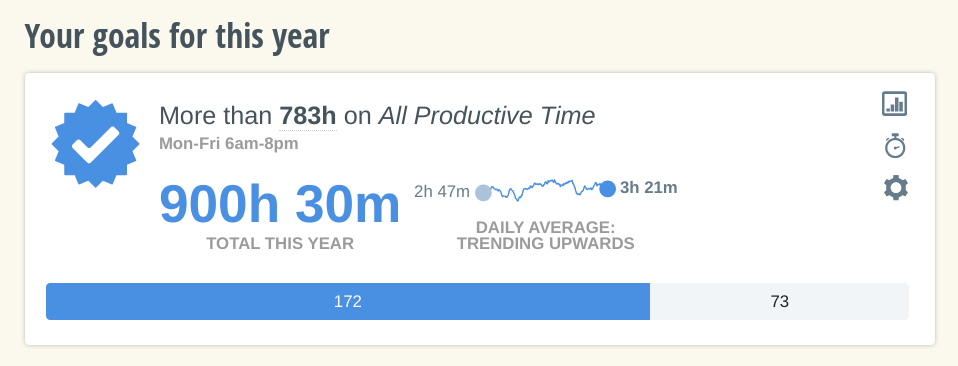 Your goals for this year
More than 783h on All Productive Time
Mon-Fri 6am-8pm
900h 30m
TOTAL THIS YEAR
2h 47m
3h 21m
DAILY AVERAGE:
TRENDING UPWARDS
172
73